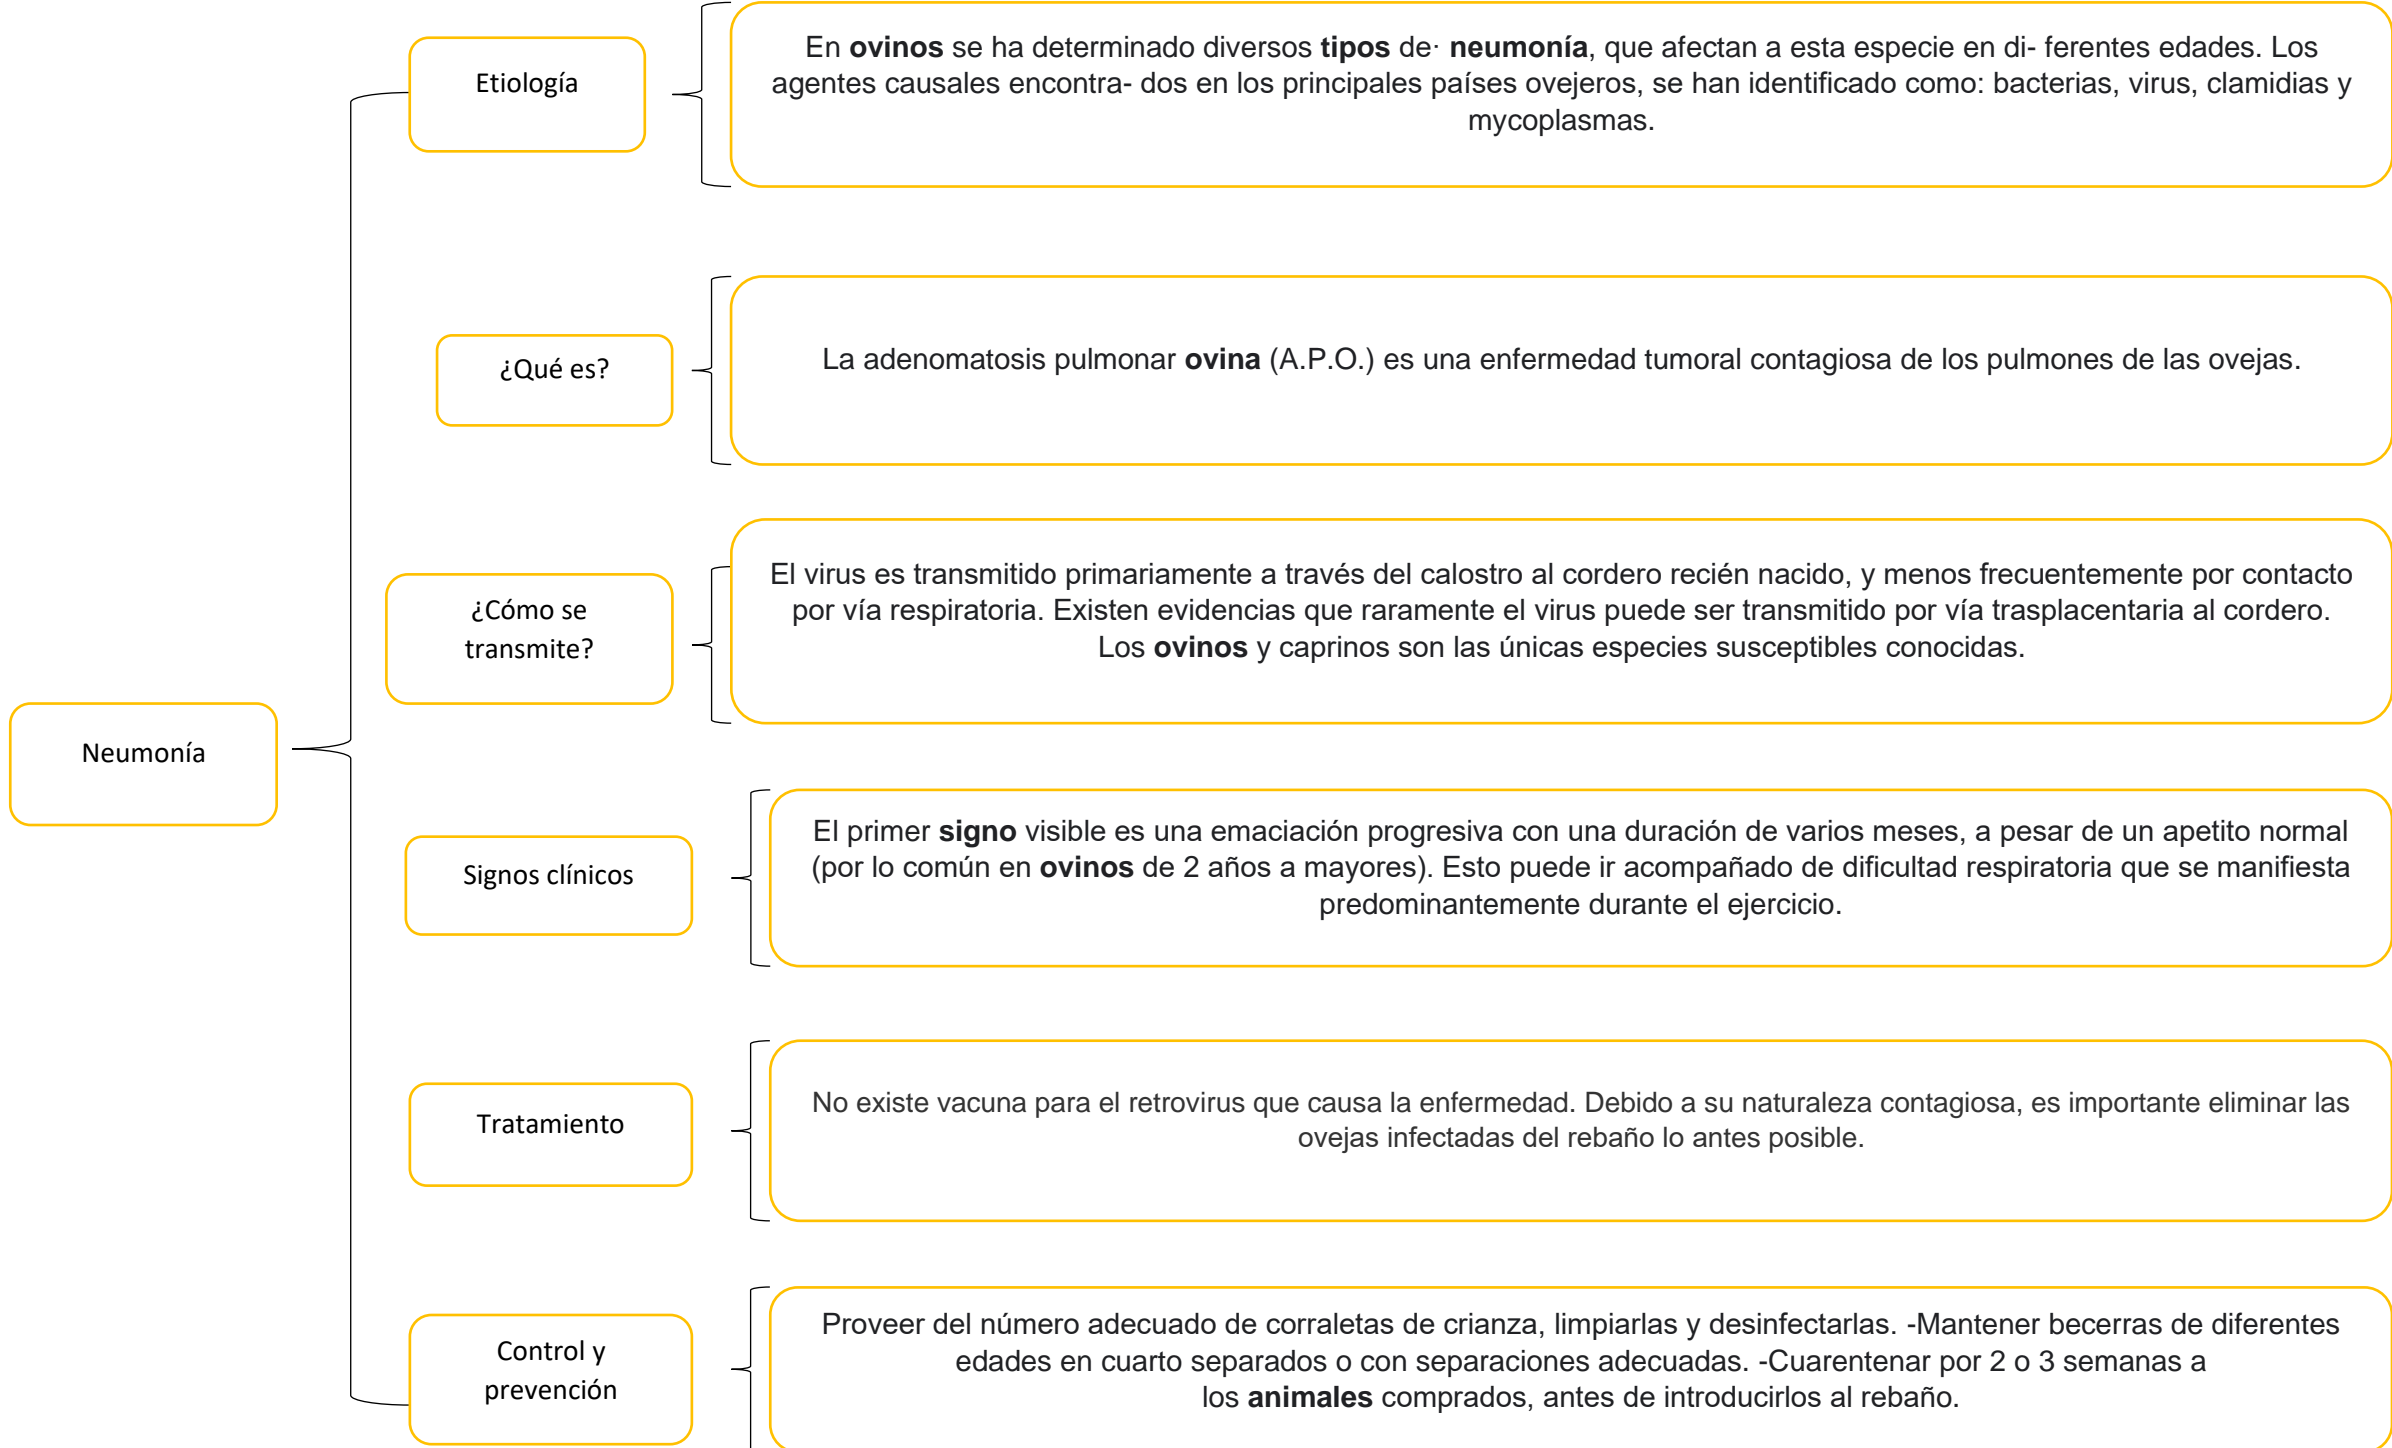 Etiología
En ovinos se ha determinado diversos tipos de· neumonía, que afectan a esta especie en di- ferentes edades. Los
agentes causales encontra- dos en los principales países ovejeros, se han identificado como: bacterias, virus, clamidias y
mycoplasmas.
¿Qué es?
La adenomatosis pulmonar ovina (A.P.O.) es una enfermedad tumoral contagiosa de los pulmones de las ovejas.
¿Cómo se
transmite?
El virus es transmitido primariamente a través del calostro al cordero recién nacido, y menos frecuentemente por contacto
por vía respiratoria. Existen evidencias que raramente el virus puede ser transmitido por vía trasplacentaria al cordero.
Los ovinos y caprinos son las únicas especies susceptibles conocidas.
Neumonía
Signos clínicos
El primer signo visible es una emaciación progresiva con una duración de varios meses, a pesar de un apetito normal
(por lo común en ovinos de 2 años a mayores). Esto puede ir acompañado de dificultad respiratoria que se manifiesta
predominantemente durante el ejercicio.
Tratamiento
No existe vacuna para el retrovirus que causa la enfermedad. Debido a su naturaleza contagiosa, es importante eliminar las
ovejas infectadas del rebaño lo antes posible.
Control y
prevención
Proveer del número adecuado de corraletas de crianza, limpiarlas y desinfectarlas. -Mantener becerras de diferentes
edades en cuarto separados o con separaciones adecuadas. -Cuarentenar por 2 o 3 semanas a
los animales comprados, antes de introducirlos al rebaño.